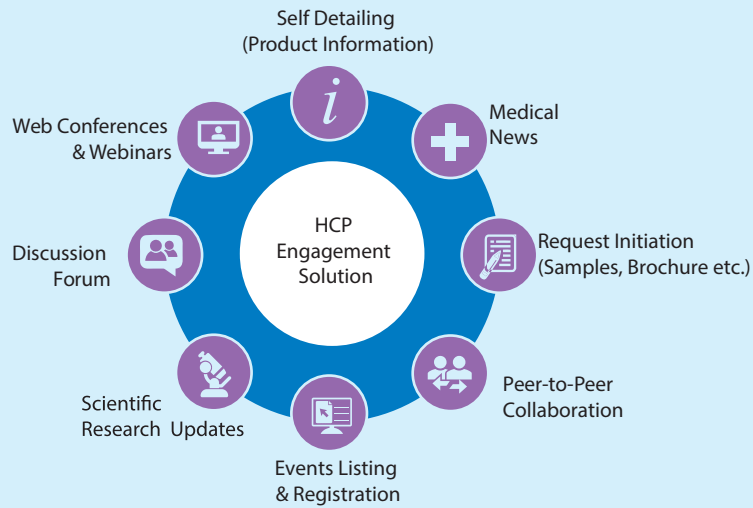 Self Detailing
(Product Information)
Medical
News
Request Initiation
(Samples, Brochure etc.)
Peer-to-Peer
Collaboration
Events Listing
& Registration
Scientific
Research Updates
Discussion
Forum
Web Conferences
& Webinars
HCP
Engagement
Solution